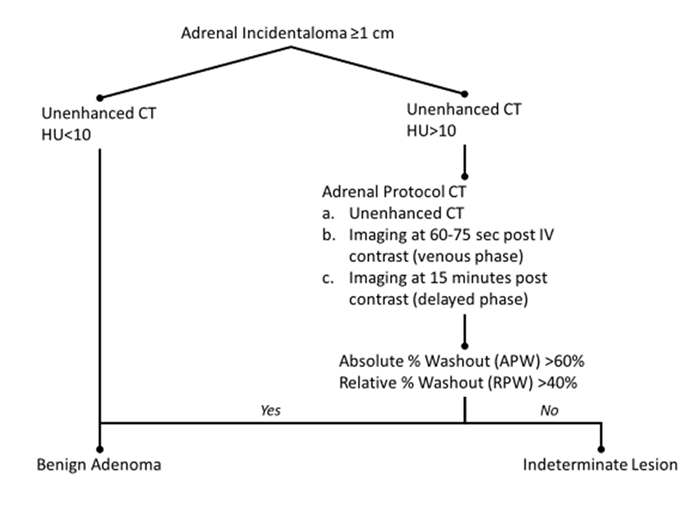 Adrenal Incidentaloma ≥1 cm
Unenhanced CT
HU<10
Unenhanced CT
HU>10
Adrenal Protocol CT
a. Unenhanced CT
b. Imaging at 60-75 sec post IV
contrast (venous phase)
c. Imaging at 15 minutes post
contrast (delayed phase)
Absolute % Washout (APW) >60%
Relative % Washout (RPW) >40%
Yes
No
Benign Adenoma
Indeterminate Lesion